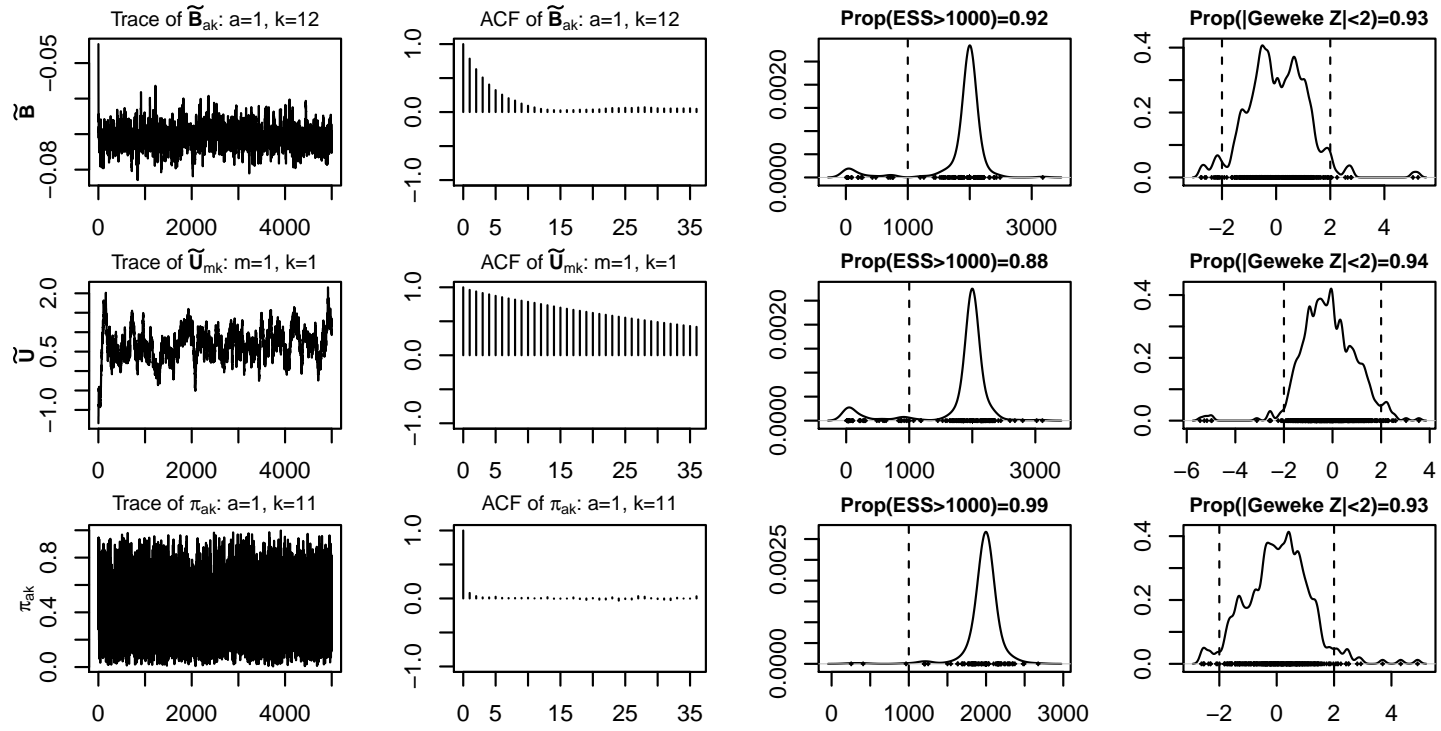 Trace of B̃ak: a=1, k=12
ACF of B̃ak: a=1, k=12
Prop(ESS>1000)=0.92
Prop(|Geweke Z|<2)=0.93
B̃
−0.05
−0.08
0 2000 4000
1.0
0.0
−1.0
0 5 15 25 35
0.0020
0.0000
0 1000 3000
0.4
0.2
0.0
−2 0 2 4
Trace of Ũmk: m=1, k=1
ACF of Ũmk: m=1, k=1
Prop(ESS>1000)=0.88
Prop(|Geweke Z|<2)=0.94
Ũ
2.0
0.5
−1.0
0 2000 4000
1.0
0.0
−1.0
0 5 15 25 35
0.0020
0.0000
0 1000 3000
0.4
0.2
0.0
−6 −4 −2 0 2 4
Trace of πak: a=1, k=11
ACF of πak: a=1, k=11
Prop(ESS>1000)=0.99
Prop(|Geweke Z|<2)=0.93
πak
0.8
0.4
0.0
0 2000 4000
1.0
0.0
−1.0
0 5 15 25 35
0.0025
0.0000
0 1000 2000 3000
0.4
0.2
0.0
−2 0 2 4